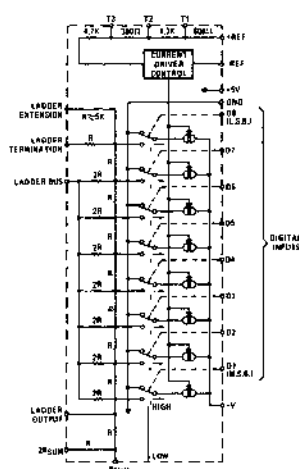 T3 T2 T1
4.7K 380Ω 1.3K
+REF
CURRENT
DRIVER
CONTROL
-REF
+5V
GND
LADDER
EXTENSION
R≈5K
D8
(L.S.B.)
LADDER
TERMINATION
R
D7
LADDER BUS
2R
D6
R
2R
D5
R
2R
D4
R
2R
DIGITAL
INPUTS
R
2R
D3
R
2R
D2
R
2R
D1
(M.S.B.)
R
2R
HIGH
-V
LADDER
OUTPUT
R
LOW
2R SUM
R